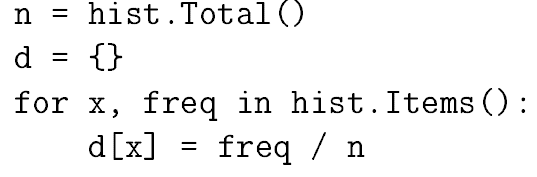 n = hist.Total()
d = {}
for x, freq in hist.Items():
    d[x] = freq / n